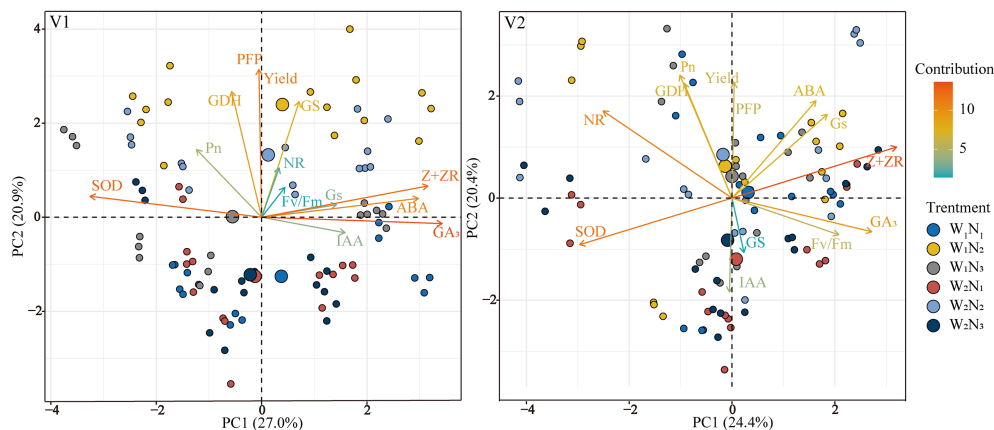 V1
PC2 (20.9%)
4
2
0
−2
−4
−2
0
2
PC1 (27.0%)
PFP
Yield
GDH
GS
Pn
NR
SOD
Fv/Fm
Gs
Z+ZR
ABA
GA₃
IAA
V2
PC2 (20.4%)
2
0
−2
−4
−2
0
2
PC1 (24.4%)
Pn
GDH
Yield
PFP
ABA
Gs
NR
Z+ZR
SOD
GA₃
Fv/Fm
GS
IAA
Contribution
10
5
Trentment
W₁N₁
W₁N₂
W₁N₃
W₂N₁
W₂N₂
W₂N₃